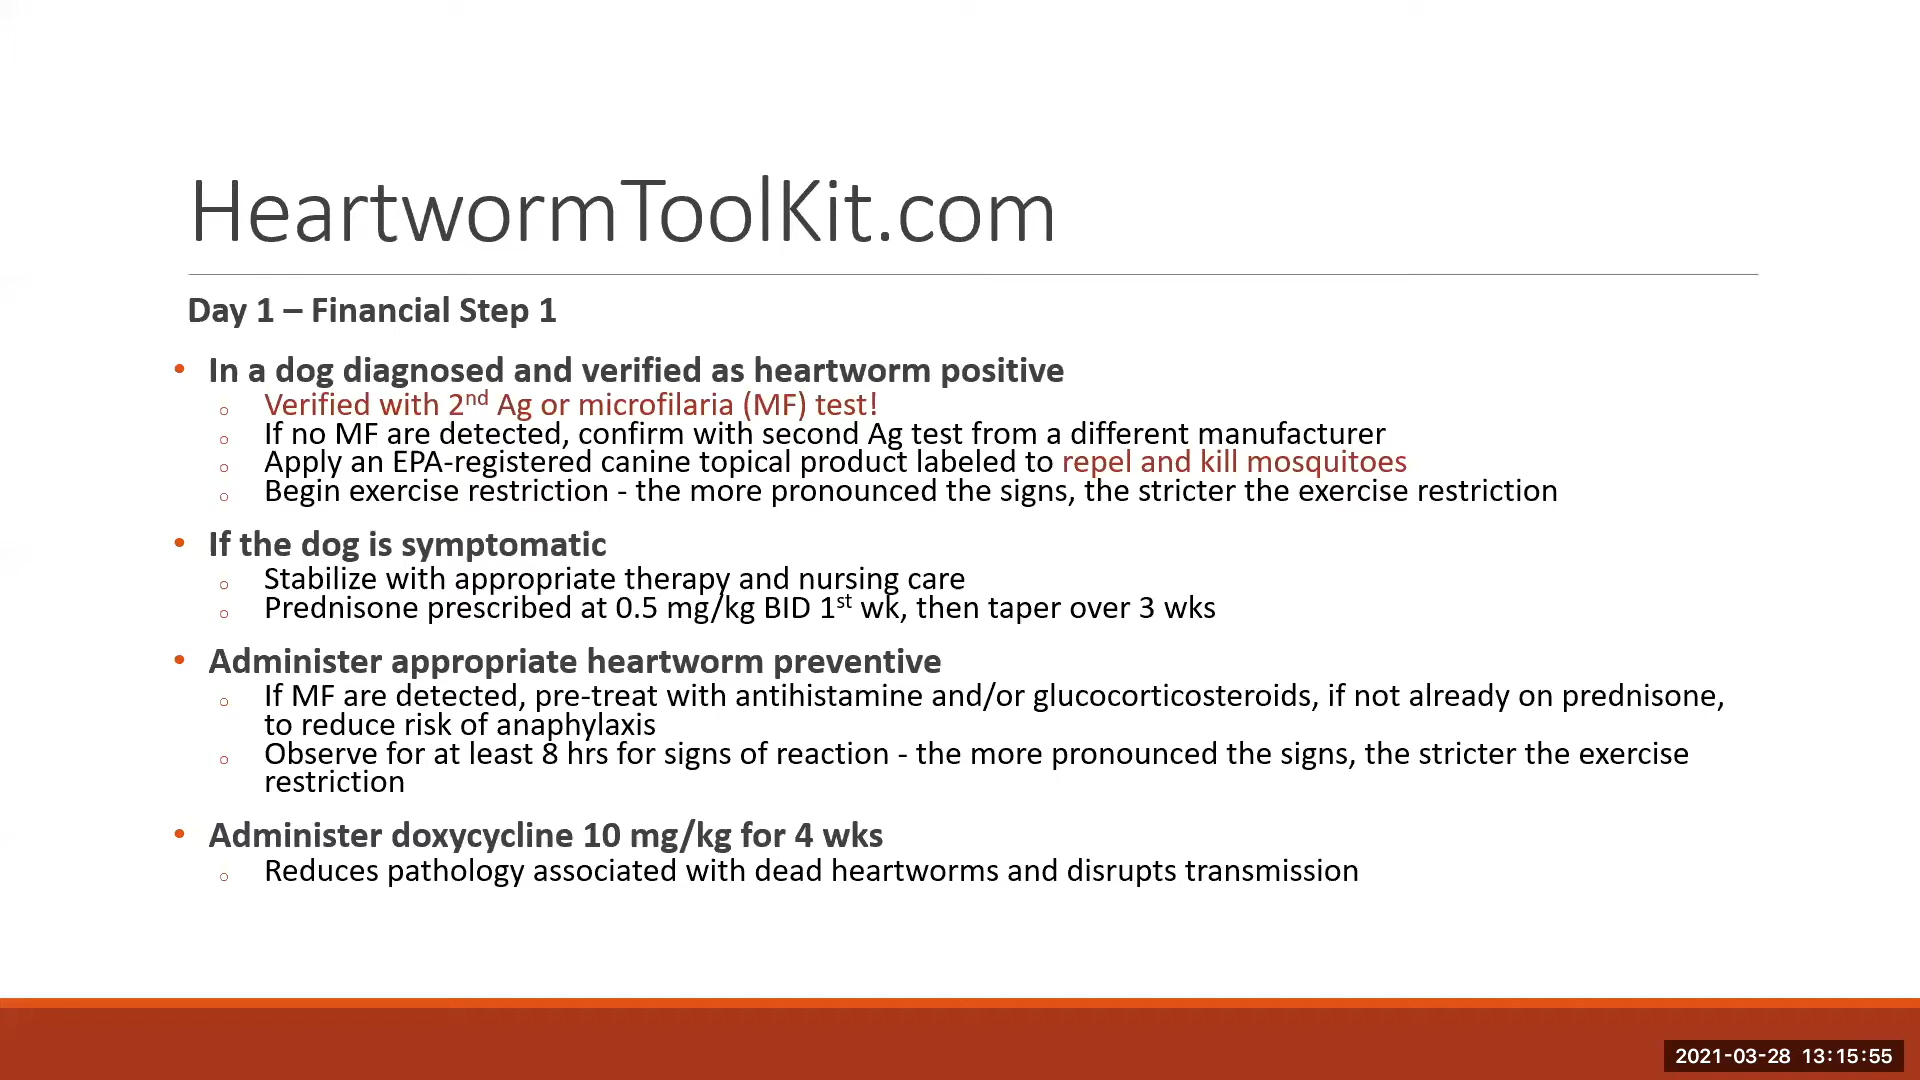 HeartwormToolKit.com
Day 1 – Financial Step 1
• In a dog diagnosed and verified as heartworm positive
○ Verified with 2nd Ag or microfilaria (MF) test!
○ If no MF are detected, confirm with second Ag test from a different manufacturer
○ Apply an EPA-registered canine topical product labeled to repel and kill mosquitoes
○ Begin exercise restriction - the more pronounced the signs, the stricter the exercise restriction
• If the dog is symptomatic
○ Stabilize with appropriate therapy and nursing care
○ Prednisone prescribed at 0.5 mg/kg BID 1st wk, then taper over 3 wks
• Administer appropriate heartworm preventive
○ If MF are detected, pre-treat with antihistamine and/or glucocorticosteroids, if not already on prednisone,
to reduce risk of anaphylaxis
○ Observe for at least 8 hrs for signs of reaction - the more pronounced the signs, the stricter the exercise
restriction
• Administer doxycycline 10 mg/kg for 4 wks
○ Reduces pathology associated with dead heartworms and disrupts transmission
2021-03-28 13:15:55